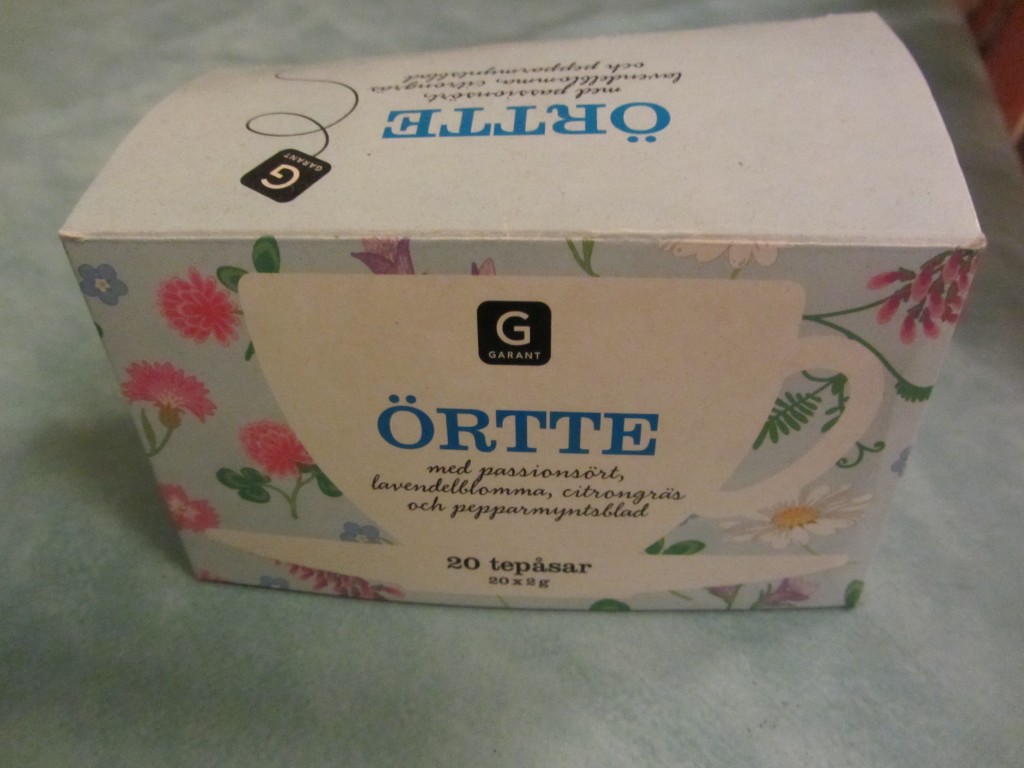 ÖRTTE
med passionsört,
lavendelblomma, citrongräs
och pepparmyntsblad
G
GARANT
G
GARANT
ÖRTTE
med passionsört,
lavendelblomma, citrongräs
och pepparmyntsblad
20 tepåsar
20 x 2 g